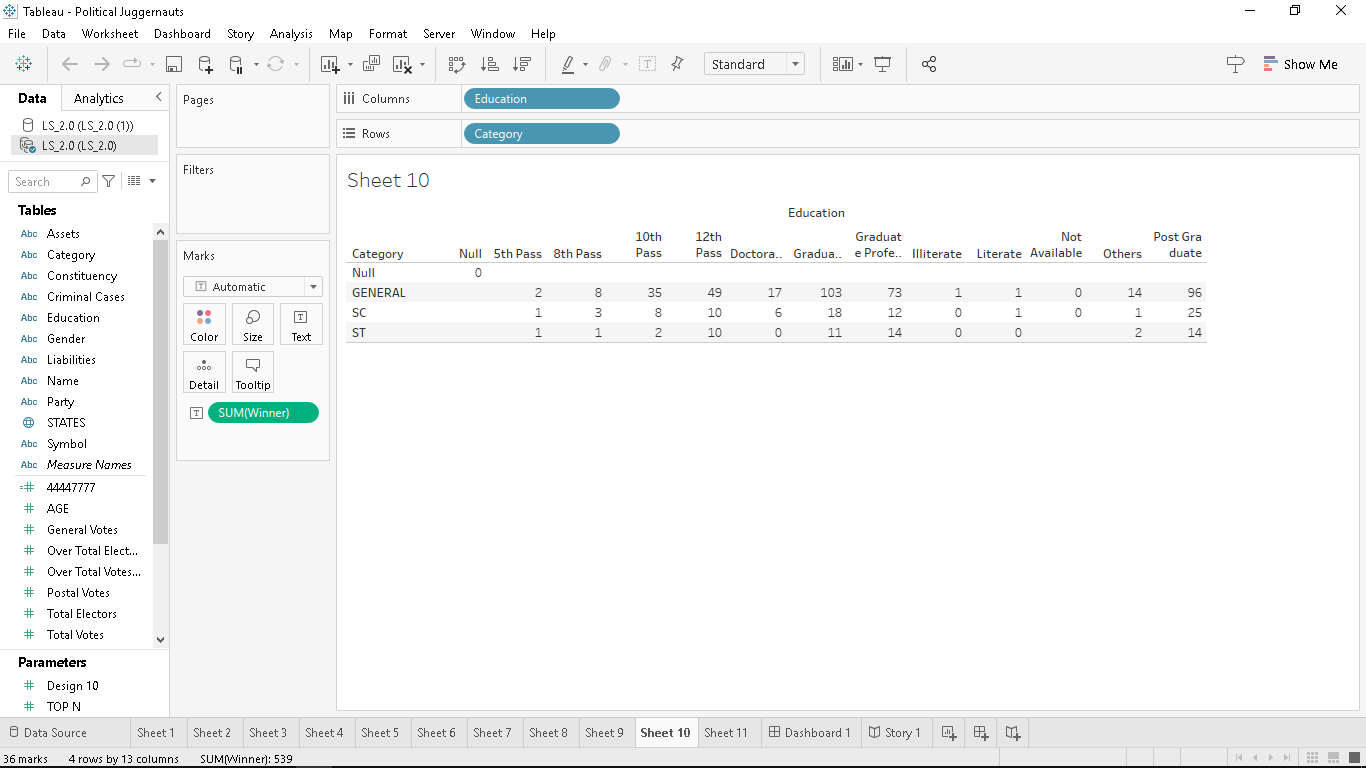 Tableau - Political Juggernauts
File Data Worksheet Dashboard Story Analysis Map Format Server Window Help
Standard
Show Me
Data Analytics
LS_2.0 (LS_2.0 (1))
LS_2.0 (LS_2.0)
Search
Tables
Abc Assets
Abc Category
Abc Constituency
Abc Criminal Cases
Abc Education
Abc Gender
Abc Liabilities
Abc Name
Abc Party
STATES
Abc Symbol
Abc Measure Names
=# 44447777
# AGE
# General Votes
# Over Total Elect...
# Over Total Votes...
# Postal Votes
# Total Electors
# Total Votes
Parameters
# Design 10
# TOP N
Pages
Filters
Marks
T Automatic
Color Size Text
Detail Tooltip
T SUM(Winner)
Columns Education
Rows Category
Sheet 10
Education
Category Null 5th Pass 8th Pass 10th Pass 12th Pass Doctora.. Gradua.. Graduat e Profe.. Illiterate Literate Not Available Others Post Gra duate
Null 0
GENERAL 2 8 35 49 17 103 73 1 1 0 14 96
SC 1 3 8 10 6 18 12 0 1 0 1 25
ST 1 1 2 10 0 11 14 0 0 2 14
Data Source Sheet 1 Sheet 2 Sheet 3 Sheet 4 Sheet 5 Sheet 6 Sheet 7 Sheet 8 Sheet 9 Sheet 10 Sheet 11 Dashboard 1 Story 1
36 marks 4 rows by 13 columns SUM(Winner): 539